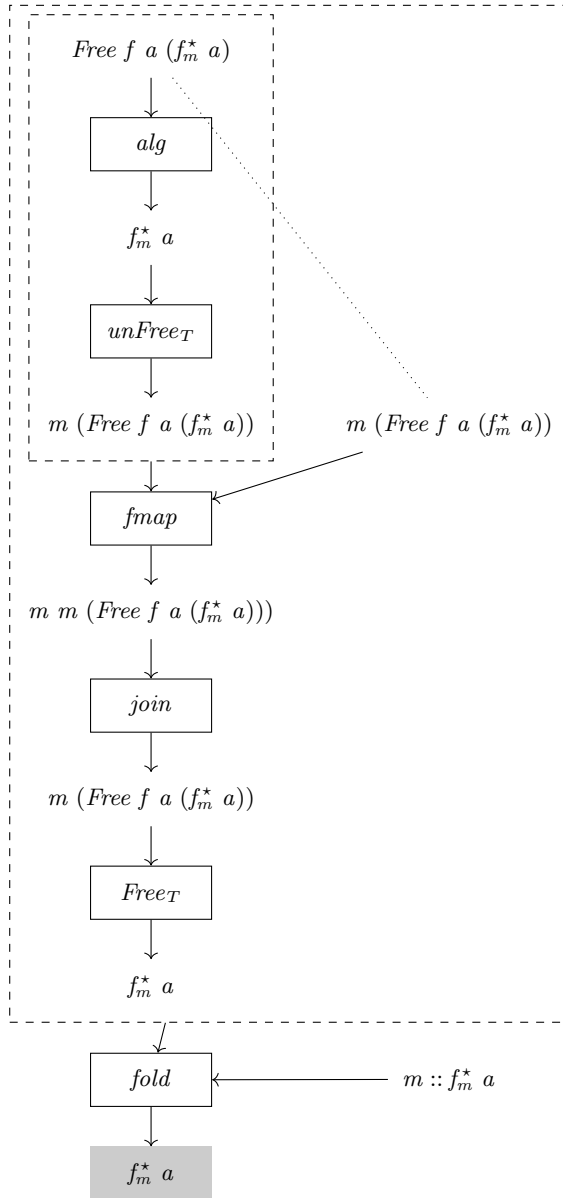 Free f a (f⋆m a)
alg
f⋆m a
unFreeT
m (Free f a (f⋆m a)) m (Free f a (f⋆m a))
fmap
m m (Free f a (f⋆m a)))
join
m (Free f a (f⋆m a))
FreeT
f⋆m a
fold m :: f⋆m a
f⋆m a